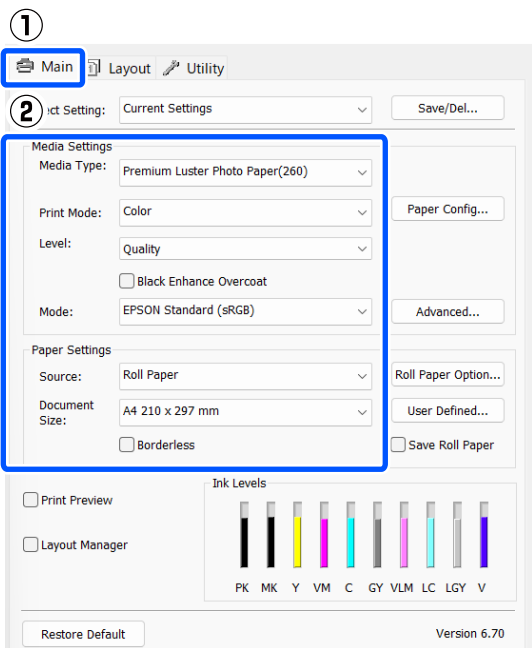 1
Main Layout Utility
2 ect Setting: Current Settings Save/Del...
Media Settings
Media Type: Premium Luster Photo Paper(260)
Print Mode: Color Paper Config...
Level: Quality
Black Enhance Overcoat
Mode: EPSON Standard (sRGB) Advanced...
Paper Settings
Source: Roll Paper Roll Paper Option...
Document
Size: A4 210 x 297 mm User Defined...
Borderless Save Roll Paper
Ink Levels
Print Preview
Layout Manager
PK MK Y VM C GY VLM LC LGY V
Restore Default Version 6.70